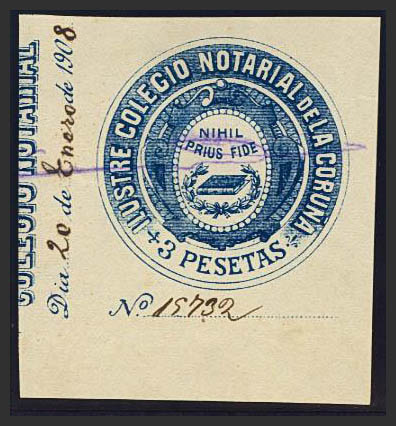 COLEGIO NOTARIAL
Dia 20 de Enero de 1908
ILUSTRE COLEGIO NOTARIAL DE LA CORUÑA
NIHIL
PRIUS FIDE
3 PESETAS
Nº 15732